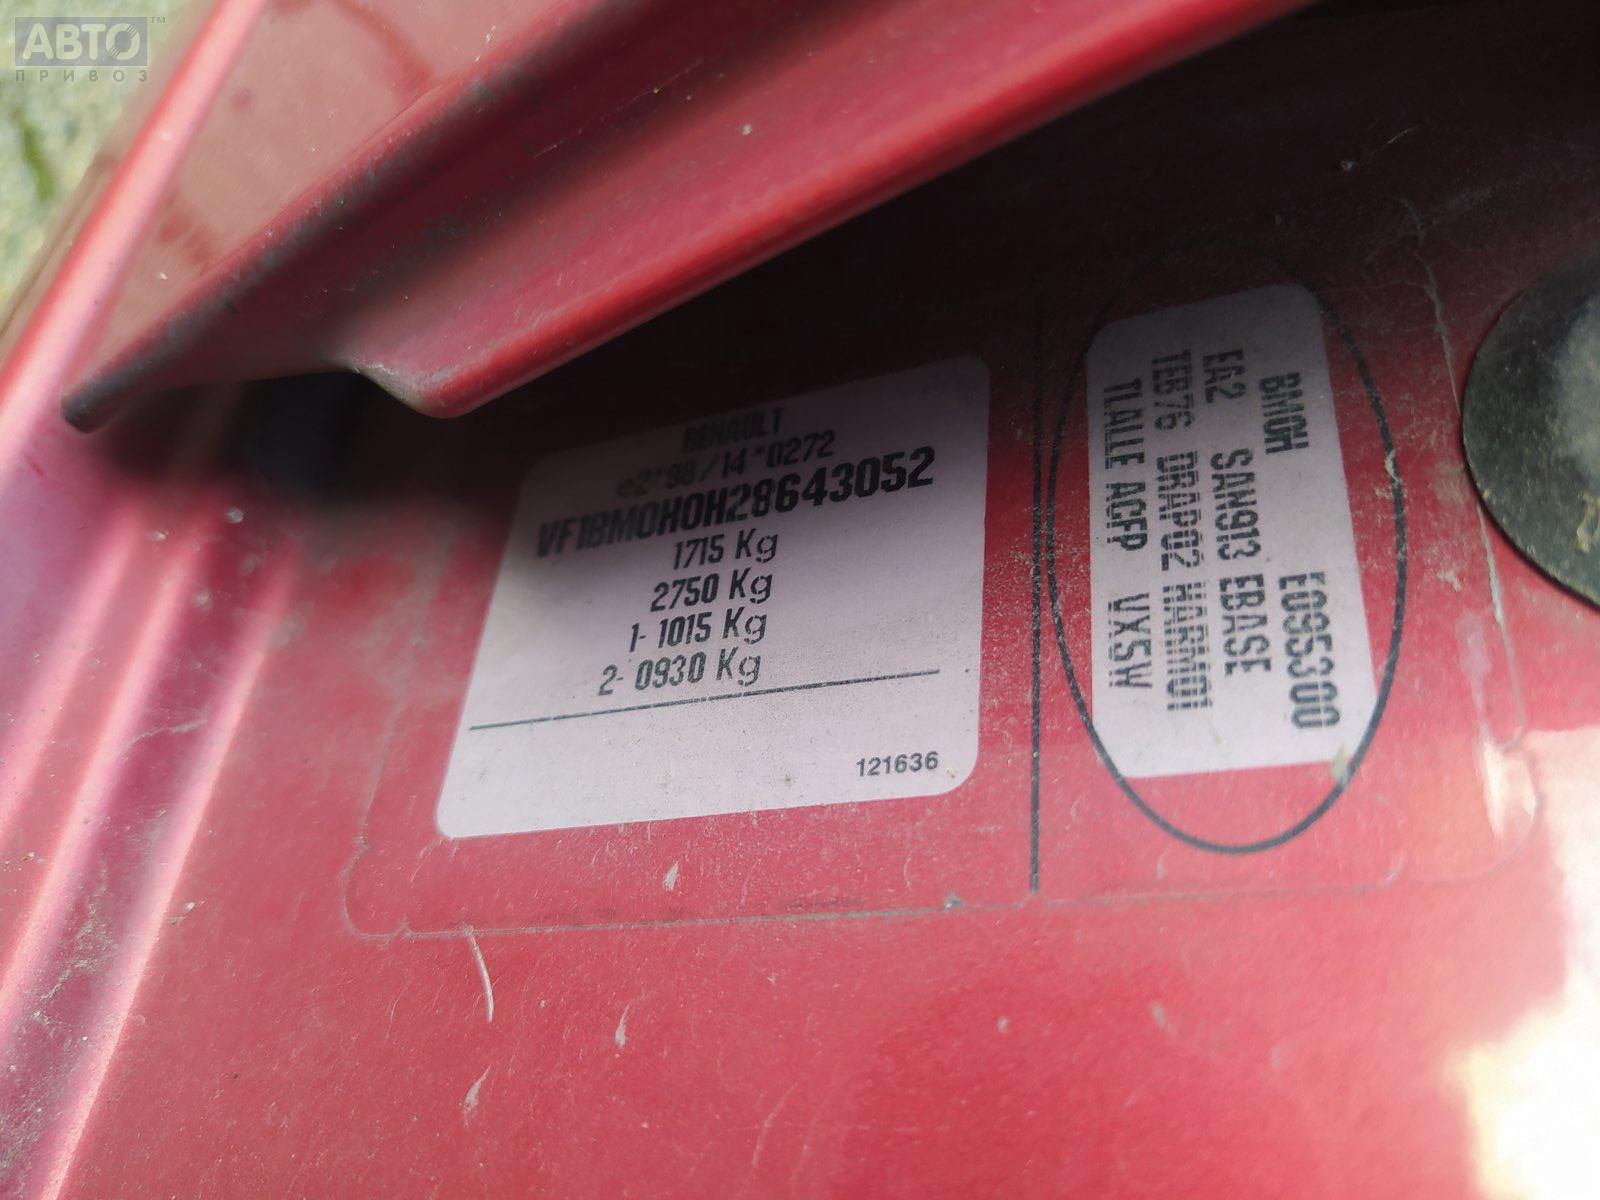 АВТО™
ПРИВОЗ
RENAULT
e2*98/14*0272
VF1BM0H0H28643052
1715 Kg
2750 Kg
1- 1015 Kg
2- 0930 Kg
121636
BM0H E095300
EA2 SAN913 EBASE
TEB76 DRAP02 HARM01
TLALLE ACFP VX5W